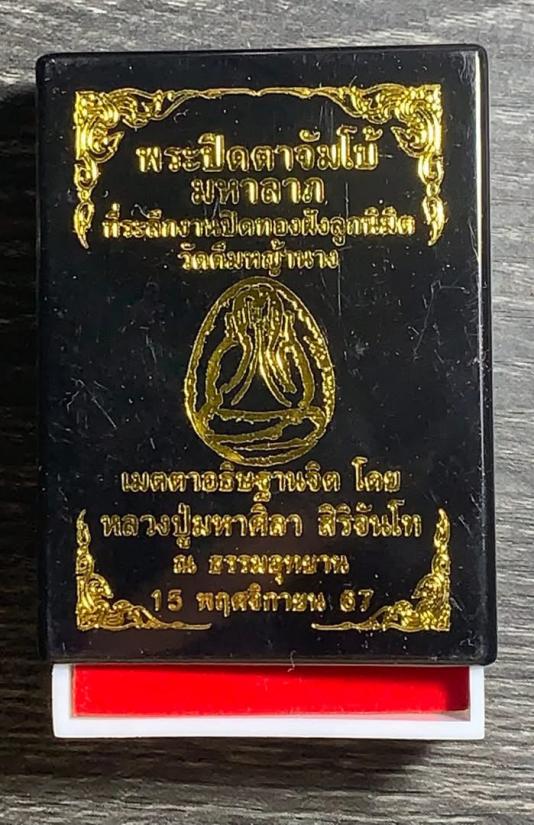 พระปิดตาจัมโบ้
มหาลาภ
ที่ระลึกงานปิดทองฝังลูกนิมิต
วัดคีมหญ้านาง
เมตตาอธิษฐานจิต โดย
หลวงปู่มหาศิลา สิริจันโท
ณ ธรรมอุทยาน
15 พฤศจิกายน 67